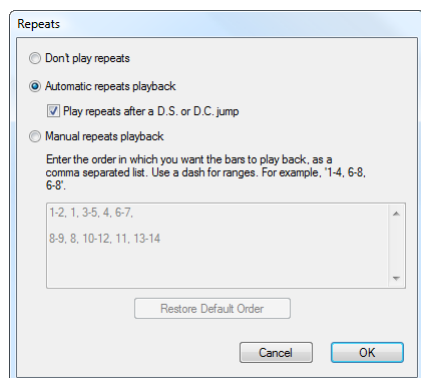 Repeats
Don't play repeats
Automatic repeats playback
Play repeats after a D.S. or D.C. jump
Manual repeats playback
Enter the order in which you want the bars to play back, as a
comma separated list. Use a dash for ranges. For example, '1-4, 6-8,
6-8'.
1-2, 1, 3-5, 4, 6-7,
8-9, 8, 10-12, 11, 13-14
Restore Default Order
Cancel
OK